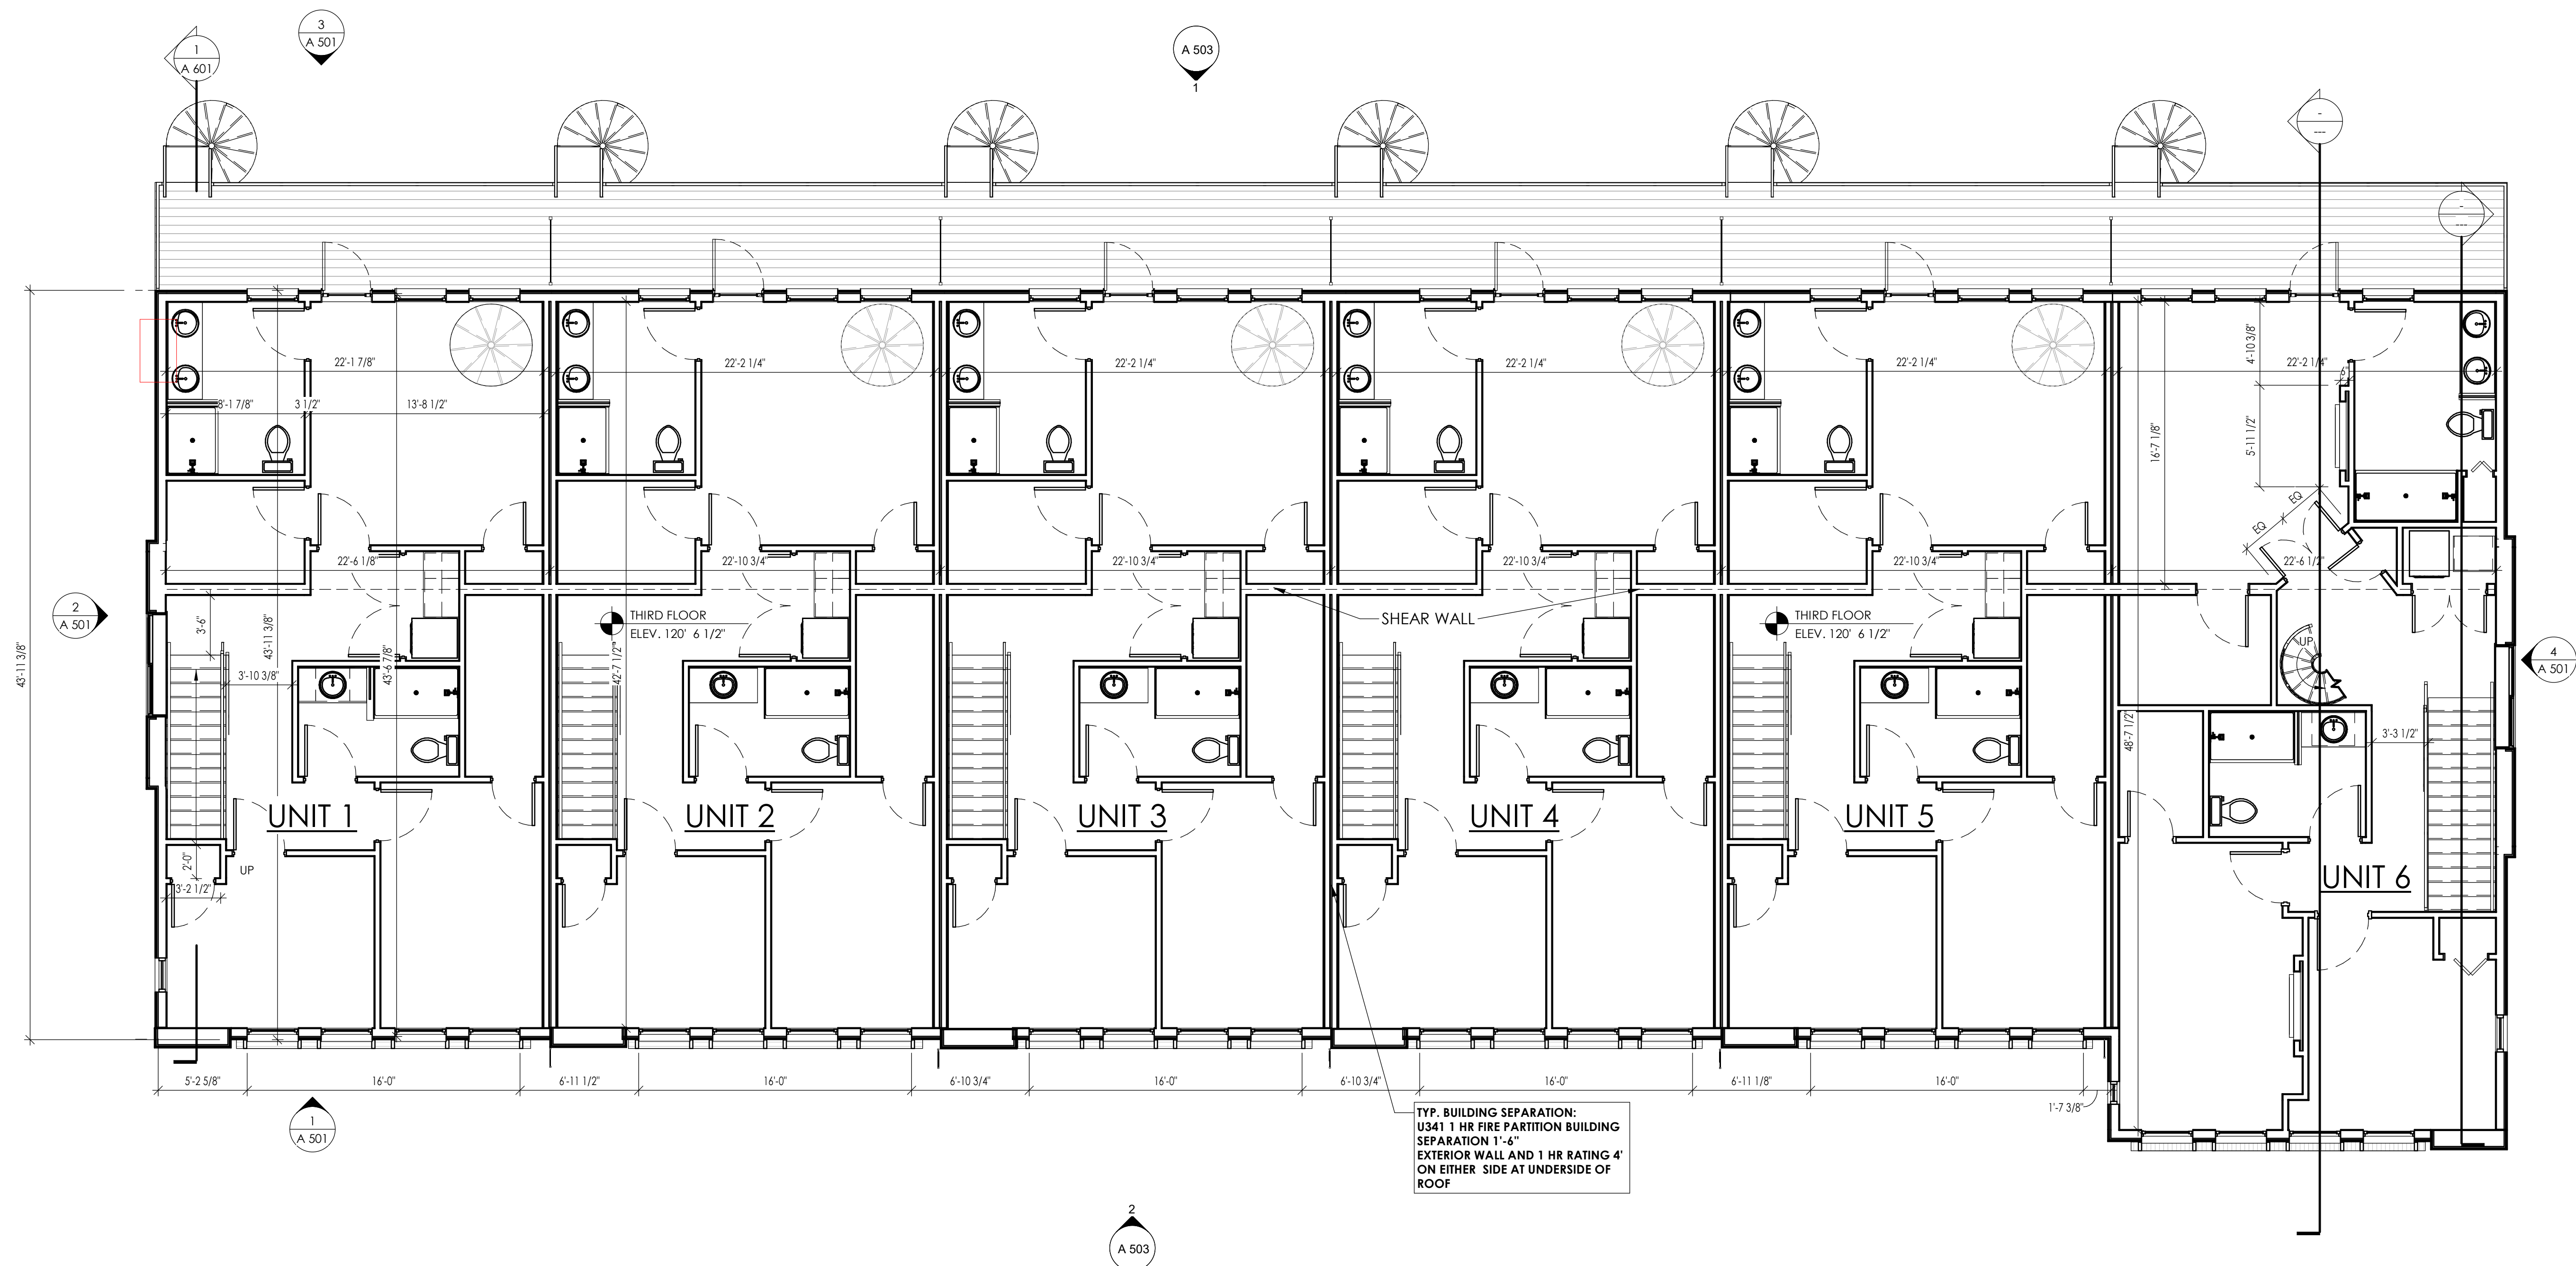 3
A 501
1
A 601
A 503
1
-
---
-
---
22'-1 7/8"
22'-2 1/4"
22'-2 1/4"
22'-2 1/4"
22'-2 1/4"
22'-2 1/4"
4'-10 3/8"
6"
8'-1 7/8"
3 1/2"
13'-8 1/2"
16'-7 1/8"
5'-11 1/2"
EQ
EQ
22'-6 1/8"
22'-10 3/4"
22'-10 3/4"
22'-10 3/4"
22'-10 3/4"
22'-6 1/2"
2
A 501
3'-6"
43'-11 3/8"
43'-11 3/8"
43'-6 7/8"
42'-7 1/2"
THIRD FLOOR
ELEV. 120' 6 1/2"
SHEAR WALL
THIRD FLOOR
ELEV. 120' 6 1/2"
UP
4
A 501
3'-10 3/8"
48'-7 1/2"
3'-3 1/2"
UNIT 1
UNIT 2
UNIT 3
UNIT 4
UNIT 5
UNIT 6
2'-0"
UP
3'-2 1/2"
5'-2 5/8"
16'-0"
6'-11 1/2"
16'-0"
6'-10 3/4"
16'-0"
6'-10 3/4"
16'-0"
6'-11 1/8"
16'-0"
1'-7 3/8"
1
A 501
TYP. BUILDING SEPARATION:
U341 1 HR FIRE PARTITION BUILDING
SEPARATION 1'-6"
EXTERIOR WALL AND 1 HR RATING 4'
ON EITHER SIDE AT UNDERSIDE OF
ROOF
2
A 503